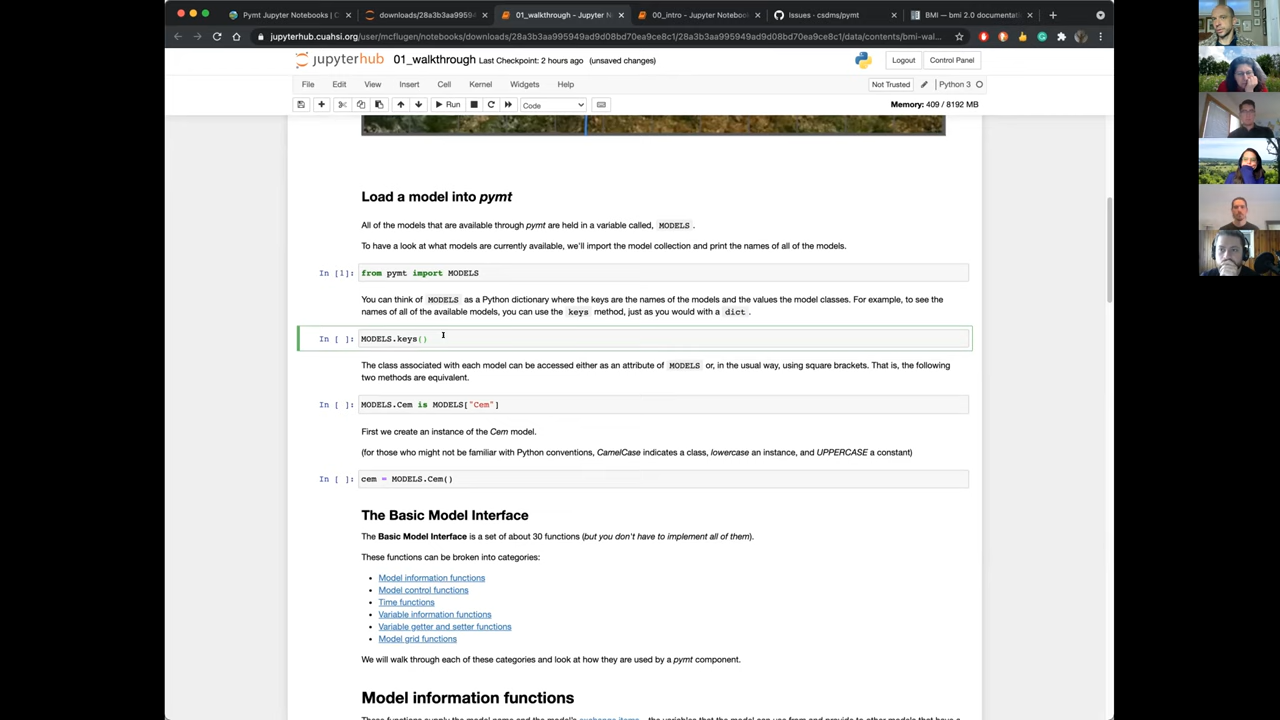 Pymt Jupyter Notebooks | C
downloads/28a3b3aa9959
01_walkthrough - Jupyter N
00_intro - Jupyter Notebook
Issues · csdms/pymt
BMI — bmi 2.0 documentation
jupyterhub.cuahsi.org/user/mcflugen/notebooks/downloads/28a3b3aa949549d09d08bd70ea9ce8c1/28a3b3aa949549d09d08bd70ea9ce8c1/data/contents/bmi-wal...
jupyterhub 01_walkthrough Last Checkpoint: 2 hours ago (unsaved changes)
Logout Control Panel
File Edit View Insert Cell Kernel Widgets Help
Not Trusted Python 3
Run Code Memory: 409 / 8192 MB
Load a model into pymt
All of the models that are available through pymt are held in a variable called, MODELS .
To have a look at what models are currently available, we'll import the model collection and print the names of all of the models.
In [1]: from pymt import MODELS
You can think of MODELS as a Python dictionary where the keys are the names of the models and the values the model classes. For example, to see the
names of all of the available models, you can use the keys method, just as you would with a dict .
In [ ]: MODELS.keys()
The class associated with each model can be accessed either as an attribute of MODELS or, in the usual way, using square brackets. That is, the following
two methods are equivalent.
In [ ]: MODELS.Cem is MODELS["Cem"]
First we create an instance of the Cem model.
(for those who might not be familiar with Python conventions, CamelCase indicates a class, lowercase an instance, and UPPERCASE a constant)
In [ ]: cem = MODELS.Cem()
The Basic Model Interface
The Basic Model Interface is a set of about 30 functions (but you don't have to implement all of them).
These functions can be broken into categories:
• Model information functions
• Model control functions
• Time functions
• Variable information functions
• Variable getter and setter functions
• Model grid functions
We will walk through each of these categories and look at how they are used by a pymt component.
Model information functions